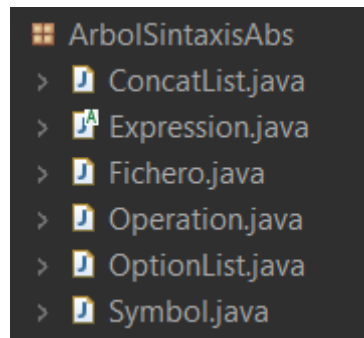 ArbolSintaxisAbs
ConcatList.java
Expression.java
Fichero.java
Operation.java
OptionList.java
Symbol.java